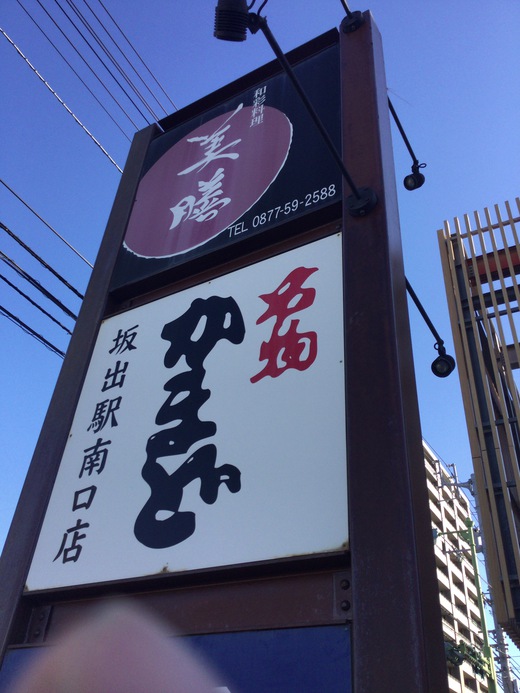 和彩料理
美膳
TEL 0877-59-2588
名物
かまど
坂出駅南口店